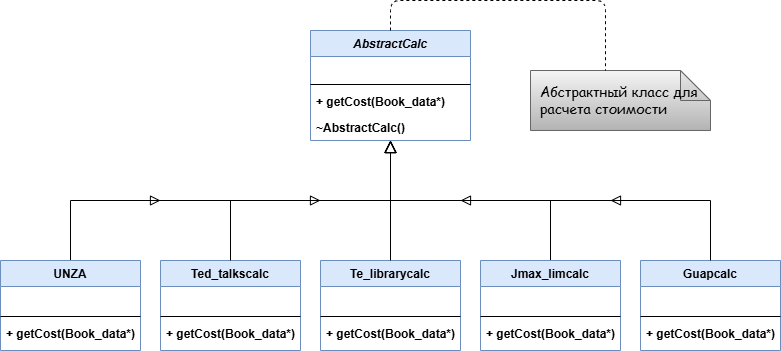 AbstractCalc
+ getCost(Book_data*)
~AbstractCalc()
Абстрактный класс для
расчета стоимости
UNZA
+ getCost(Book_data*)
Ted_talkscalc
+ getCost(Book_data*)
Te_librarycalc
+ getCost(Book_data*)
Jmax_limcalc
+ getCost(Book_data*)
Guapcalc
+ getCost(Book_data*)